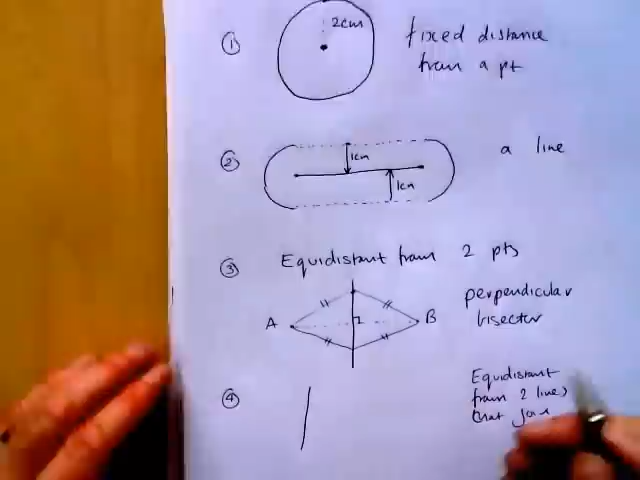 ① 2cm fixed distance
from a pt
② 1cm a line
1cm
③ Equidistant from 2 pts
perpendicular
A B bisector
④ Equidistant
from 2 lines
that join